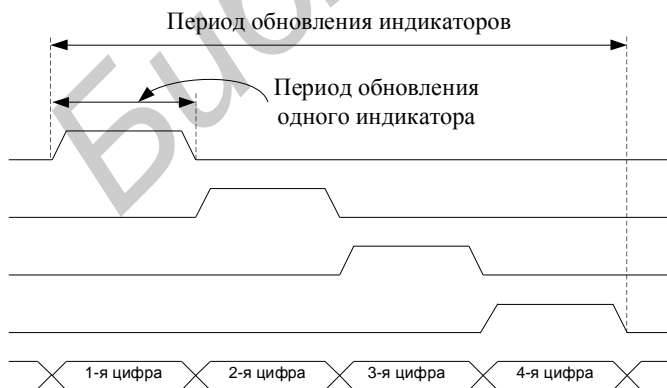 Период обновления индикаторов
Период обновления
одного индикатора
1-я цифра
2-я цифра
3-я цифра
4-я цифра